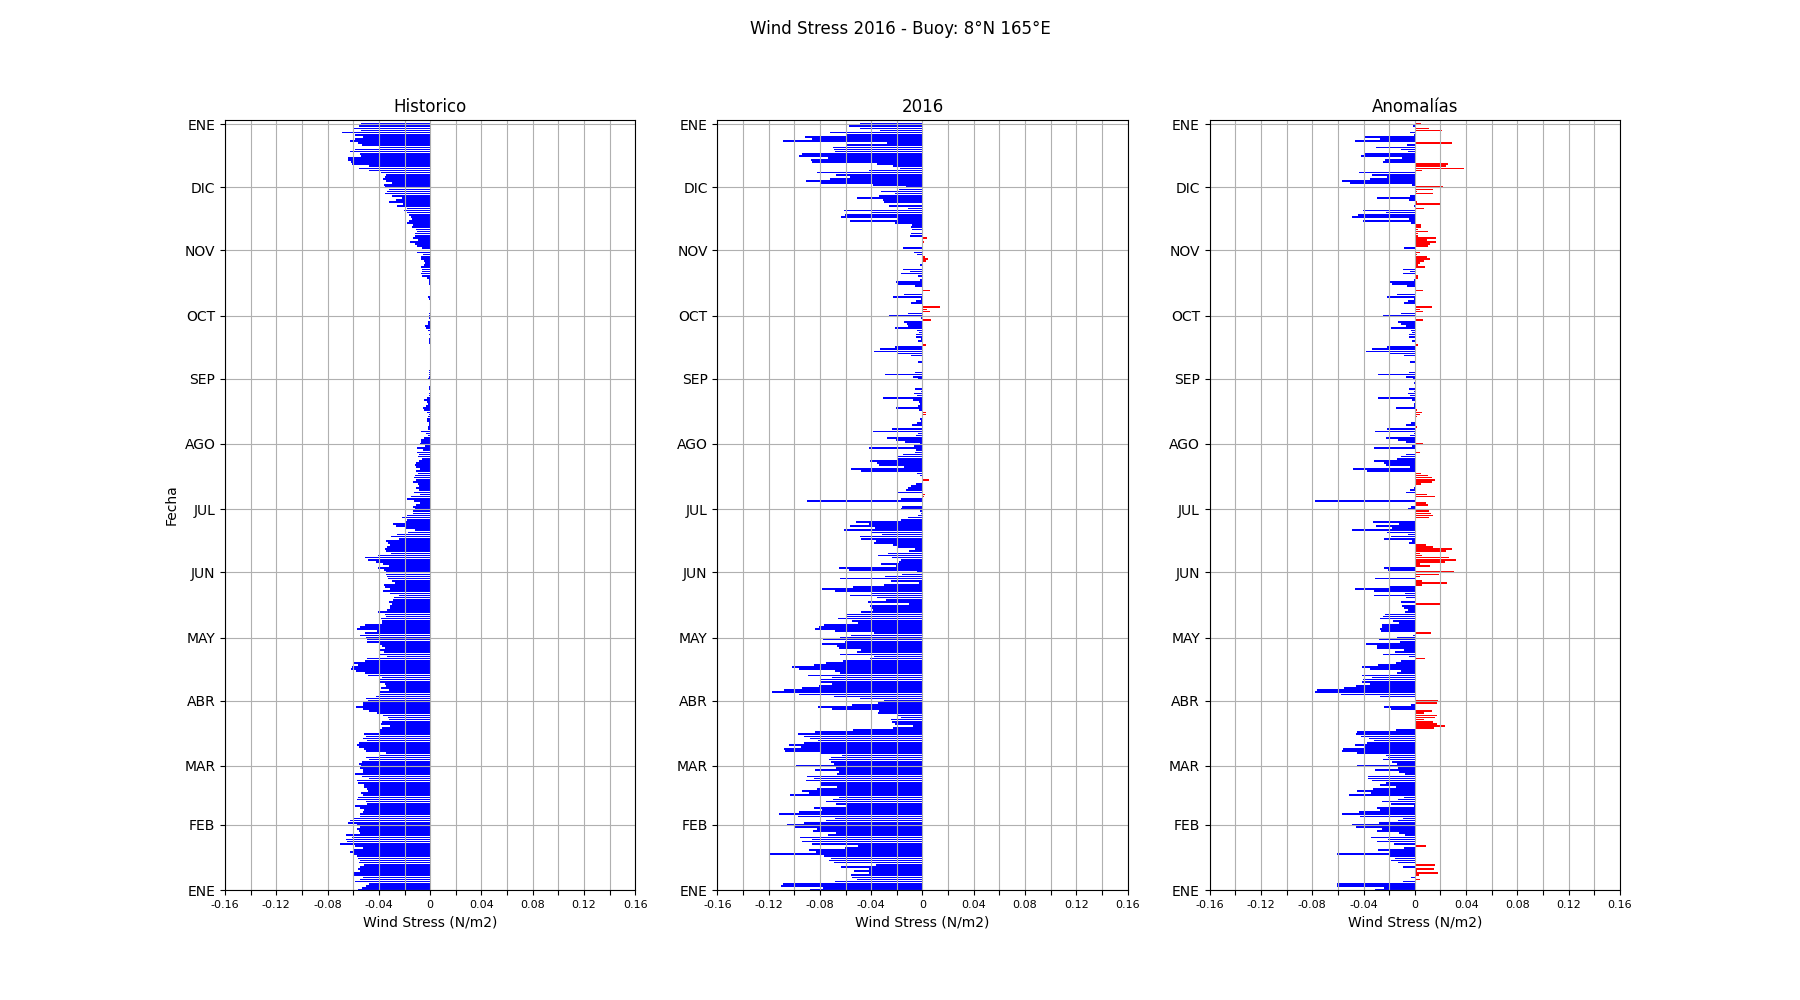 Wind Stress 2016 - Buoy: 8°N 165°E
Historico
2016
Anomalías
ENE
DIC
NOV
OCT
SEP
AGO
JUL
JUN
MAY
ABR
MAR
FEB
ENE
Fecha
-0.16 -0.12 -0.08 -0.04 0 0.04 0.08 0.12 0.16
Wind Stress (N/m2)
ENE
DIC
NOV
OCT
SEP
AGO
JUL
JUN
MAY
ABR
MAR
FEB
ENE
-0.16 -0.12 -0.08 -0.04 0 0.04 0.08 0.12 0.16
Wind Stress (N/m2)
ENE
DIC
NOV
OCT
SEP
AGO
JUL
JUN
MAY
ABR
MAR
FEB
ENE
-0.16 -0.12 -0.08 -0.04 0 0.04 0.08 0.12 0.16
Wind Stress (N/m2)